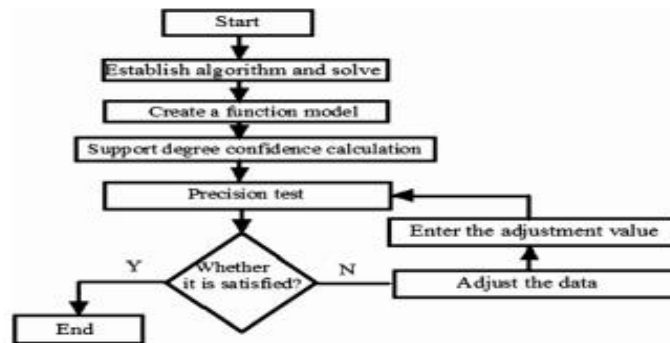 Start
Establish algorithm and solve
Create a function model
Support degree confidence calculation
Precision test
Enter the adjustment value
Y
Whether
it is satisfied?
N
Adjust the data
End